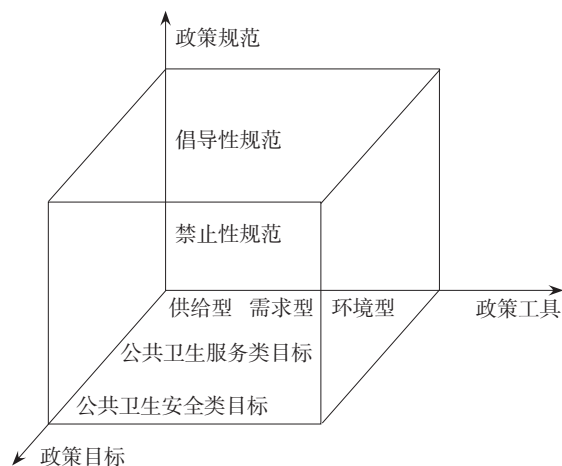 政策规范
倡导性规范
禁止性规范
供给型 需求型 环境型
政策工具
公共卫生服务类目标
公共卫生安全类目标
政策目标